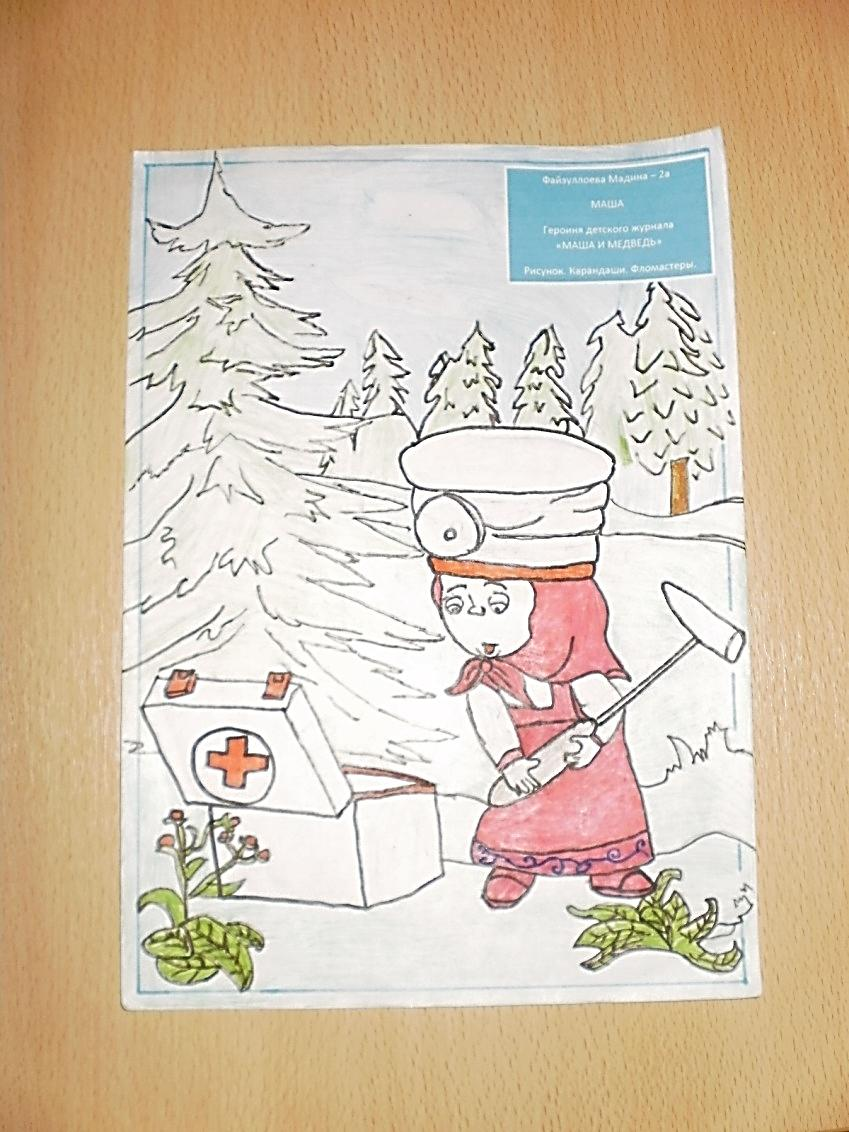 Файзуллоева Мадина – 2а
МАША
Героиня детского журнала
«МАША И МЕДВЕДЬ»
Рисунок. Карандаши. Фломастеры.